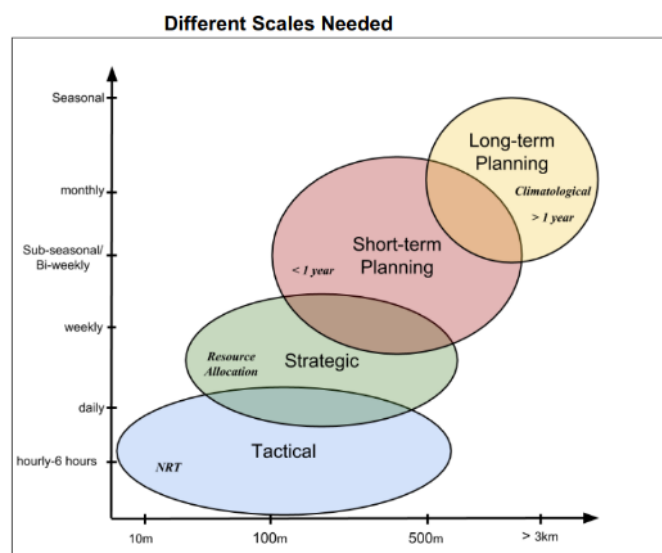 Different Scales Needed
Seasonal
Long-term
Planning
Climatological
> 1 year
monthly
Short-term
Planning
< 1 year
Sub-seasonal/
Bi-weekly
weekly
Resource
Allocation
Strategic
daily
Tactical
hourly-6 hours
NRT
10m
100m
500m
> 3km